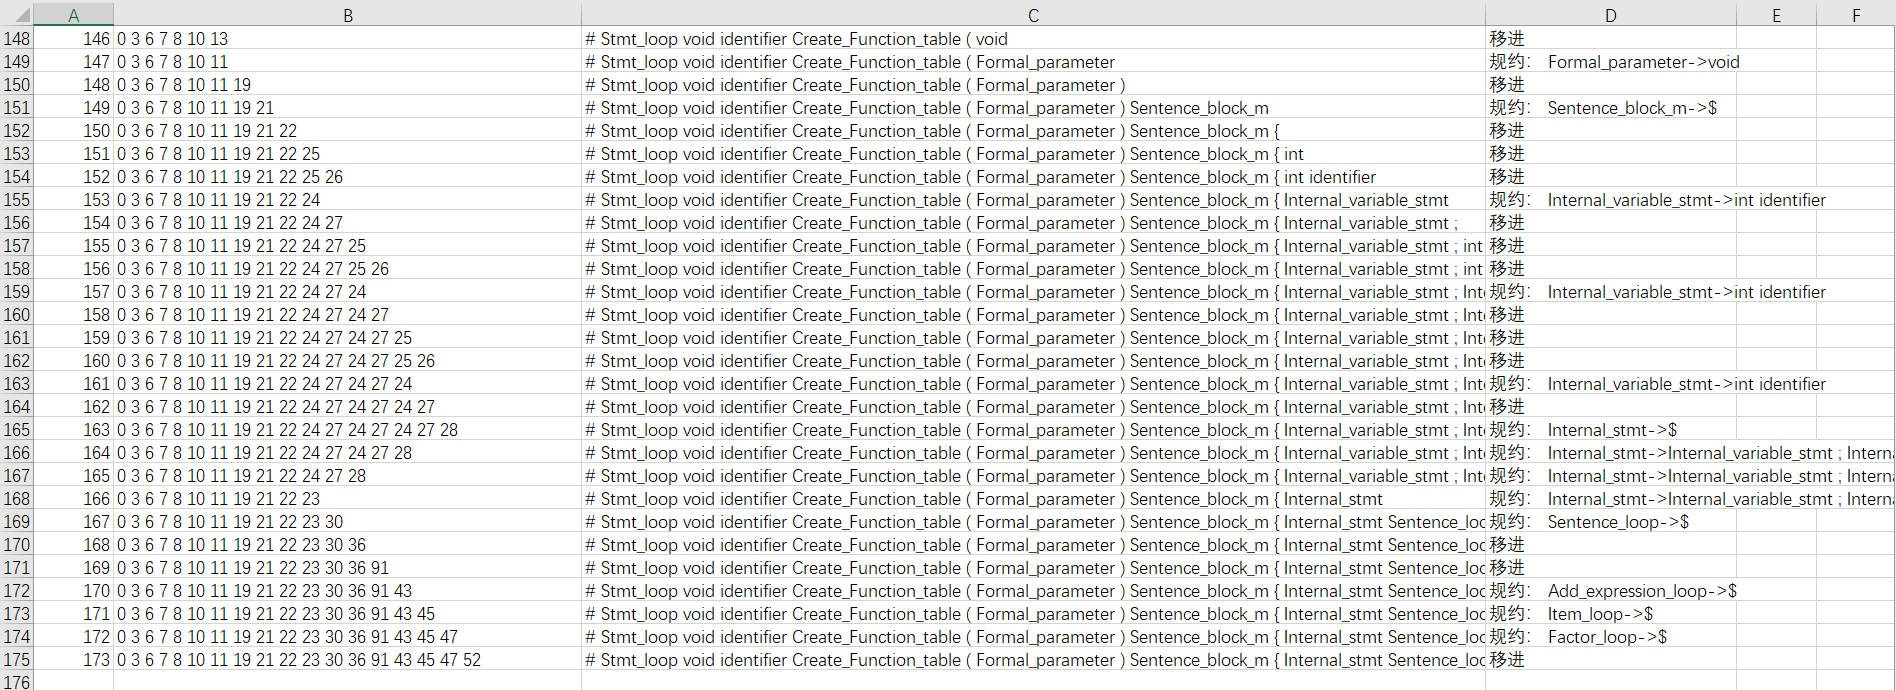 A B C D E F
148 146 0 3 6 7 8 10 13 # Stmt_loop void identifier Create_Function_table ( void 移进
149 147 0 3 6 7 8 10 11 # Stmt_loop void identifier Create_Function_table ( Formal_parameter 规约： Formal_parameter->void
150 148 0 3 6 7 8 10 11 19 # Stmt_loop void identifier Create_Function_table ( Formal_parameter ) 移进
151 149 0 3 6 7 8 10 11 19 21 # Stmt_loop void identifier Create_Function_table ( Formal_parameter ) Sentence_block_m 规约： Sentence_block_m->$
152 150 0 3 6 7 8 10 11 19 21 22 # Stmt_loop void identifier Create_Function_table ( Formal_parameter ) Sentence_block_m { 移进
153 151 0 3 6 7 8 10 11 19 21 22 25 # Stmt_loop void identifier Create_Function_table ( Formal_parameter ) Sentence_block_m { int 移进
154 152 0 3 6 7 8 10 11 19 21 22 25 26 # Stmt_loop void identifier Create_Function_table ( Formal_parameter ) Sentence_block_m { int identifier 移进
155 153 0 3 6 7 8 10 11 19 21 22 24 # Stmt_loop void identifier Create_Function_table ( Formal_parameter ) Sentence_block_m { Internal_variable_stmt 规约： Internal_variable_stmt->int identifier
156 154 0 3 6 7 8 10 11 19 21 22 24 27 # Stmt_loop void identifier Create_Function_table ( Formal_parameter ) Sentence_block_m { Internal_variable_stmt ; 移进
157 155 0 3 6 7 8 10 11 19 21 22 24 27 25 # Stmt_loop void identifier Create_Function_table ( Formal_parameter ) Sentence_block_m { Internal_variable_stmt ; int 移进
158 156 0 3 6 7 8 10 11 19 21 22 24 27 25 26 # Stmt_loop void identifier Create_Function_table ( Formal_parameter ) Sentence_block_m { Internal_variable_stmt ; int 移进
159 157 0 3 6 7 8 10 11 19 21 22 24 27 24 # Stmt_loop void identifier Create_Function_table ( Formal_parameter ) Sentence_block_m { Internal_variable_stmt ; Inte 规约： Internal_variable_stmt->int identifier
160 158 0 3 6 7 8 10 11 19 21 22 24 27 24 27 # Stmt_loop void identifier Create_Function_table ( Formal_parameter ) Sentence_block_m { Internal_variable_stmt ; Inte 移进
161 159 0 3 6 7 8 10 11 19 21 22 24 27 24 27 25 # Stmt_loop void identifier Create_Function_table ( Formal_parameter ) Sentence_block_m { Internal_variable_stmt ; Inte 移进
162 160 0 3 6 7 8 10 11 19 21 22 24 27 24 27 25 26 # Stmt_loop void identifier Create_Function_table ( Formal_parameter ) Sentence_block_m { Internal_variable_stmt ; Inte 移进
163 161 0 3 6 7 8 10 11 19 21 22 24 27 24 27 24 # Stmt_loop void identifier Create_Function_table ( Formal_parameter ) Sentence_block_m { Internal_variable_stmt ; Inte 规约： Internal_variable_stmt->int identifier
164 162 0 3 6 7 8 10 11 19 21 22 24 27 24 27 24 27 # Stmt_loop void identifier Create_Function_table ( Formal_parameter ) Sentence_block_m { Internal_variable_stmt ; Inte 移进
165 163 0 3 6 7 8 10 11 19 21 22 24 27 24 27 24 27 28 # Stmt_loop void identifier Create_Function_table ( Formal_parameter ) Sentence_block_m { Internal_variable_stmt ; Inte 规约： Internal_stmt->$
166 164 0 3 6 7 8 10 11 19 21 22 24 27 24 27 28 # Stmt_loop void identifier Create_Function_table ( Formal_parameter ) Sentence_block_m { Internal_variable_stmt ; Inte 规约： Internal_stmt->Internal_variable_stmt ; Interna
167 165 0 3 6 7 8 10 11 19 21 22 24 27 28 # Stmt_loop void identifier Create_Function_table ( Formal_parameter ) Sentence_block_m { Internal_variable_stmt ; Inte 规约： Internal_stmt->Internal_variable_stmt ; Interna
168 166 0 3 6 7 8 10 11 19 21 22 23 # Stmt_loop void identifier Create_Function_table ( Formal_parameter ) Sentence_block_m { Internal_stmt 规约： Internal_stmt->Internal_variable_stmt ; Interna
169 167 0 3 6 7 8 10 11 19 21 22 23 30 # Stmt_loop void identifier Create_Function_table ( Formal_parameter ) Sentence_block_m { Internal_stmt Sentence_loo 规约： Sentence_loop->$
170 168 0 3 6 7 8 10 11 19 21 22 23 30 36 # Stmt_loop void identifier Create_Function_table ( Formal_parameter ) Sentence_block_m { Internal_stmt Sentence_loo 移进
171 169 0 3 6 7 8 10 11 19 21 22 23 30 36 91 # Stmt_loop void identifier Create_Function_table ( Formal_parameter ) Sentence_block_m { Internal_stmt Sentence_loo 移进
172 170 0 3 6 7 8 10 11 19 21 22 23 30 36 91 43 # Stmt_loop void identifier Create_Function_table ( Formal_parameter ) Sentence_block_m { Internal_stmt Sentence_loo 规约： Add_expression_loop->$
173 171 0 3 6 7 8 10 11 19 21 22 23 30 36 91 43 45 # Stmt_loop void identifier Create_Function_table ( Formal_parameter ) Sentence_block_m { Internal_stmt Sentence_loo 规约： Item_loop->$
174 172 0 3 6 7 8 10 11 19 21 22 23 30 36 91 43 45 47 # Stmt_loop void identifier Create_Function_table ( Formal_parameter ) Sentence_block_m { Internal_stmt Sentence_loo 规约： Factor_loop->$
175 173 0 3 6 7 8 10 11 19 21 22 23 30 36 91 43 45 47 52 # Stmt_loop void identifier Create_Function_table ( Formal_parameter ) Sentence_block_m { Internal_stmt Sentence_loo 移进
176